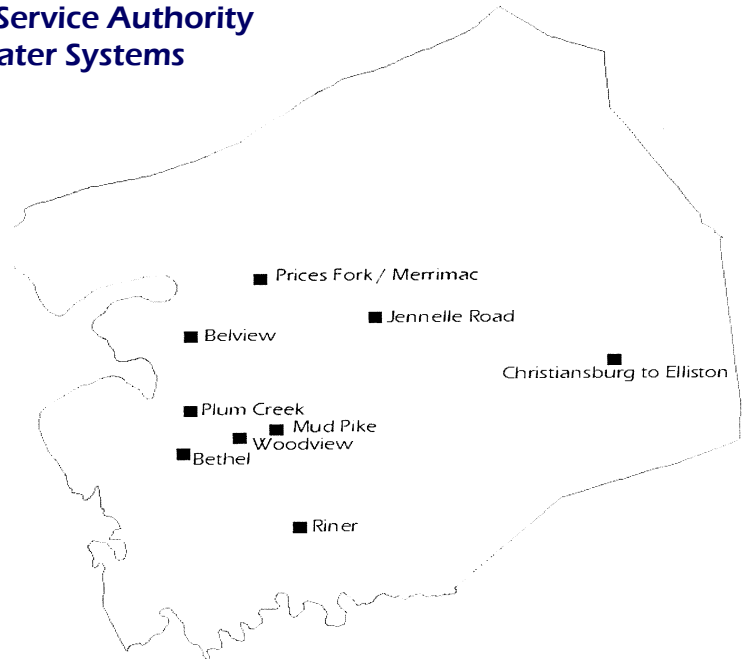 Service Authority
ater Systems
Prices Fork / Merrimac
Jennelle Road
Belview
Christiansburg to Elliston
Plum Creek
Mud Pike
Woodview
Bethel
Riner